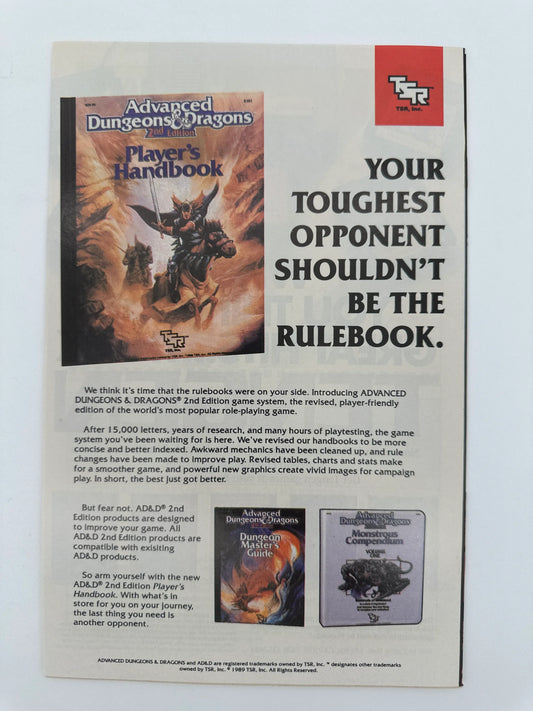 TSR
TSR, Inc.
Advanced
Dungeons & Dragons
2nd Edition
Player's
Handbook
TSR
TSR, Inc.
YOUR
TOUGHEST
OPPONENT
SHOULDN'T
BE THE
RULEBOOK.
We think it's time that the rulebooks were on your side. Introducing ADVANCED
DUNGEONS & DRAGONS® 2nd Edition game system, the revised, player-friendly
edition of the world's most popular role-playing game.
After 15,000 letters, years of research, and many hours of playtesting, the game
system you've been waiting for is here. We've revised our handbooks to be more
concise and better indexed. Awkward mechanics have been cleaned up, and rule
changes have been made to improve play. Revised tables, charts and stats make
for a smoother game, and powerful new graphics create vivid images for campaign
play. In short, the best just got better.
But fear not. AD&D® 2nd
Edition products are designed
to improve your game. All
AD&D 2nd Edition products are
compatible with exisiting
AD&D products.
So arm yourself with the new
AD&D® 2nd Edition Player's
Handbook. With what's in
store for you on your journey,
the last thing you need is
another opponent.
Advanced
Dungeons & Dragons
Dungeon
Master's
Guide
Advanced
Dungeons & Dragons
Monstrous
Compendium
VOLUME
ONE
TSR
ADVANCED DUNGEONS & DRAGONS and AD&D are registered trademarks owned by TSR, Inc. ™ designates other trademarks
owned by TSR, Inc. © 1989 TSR, Inc. All Rights Reserved.